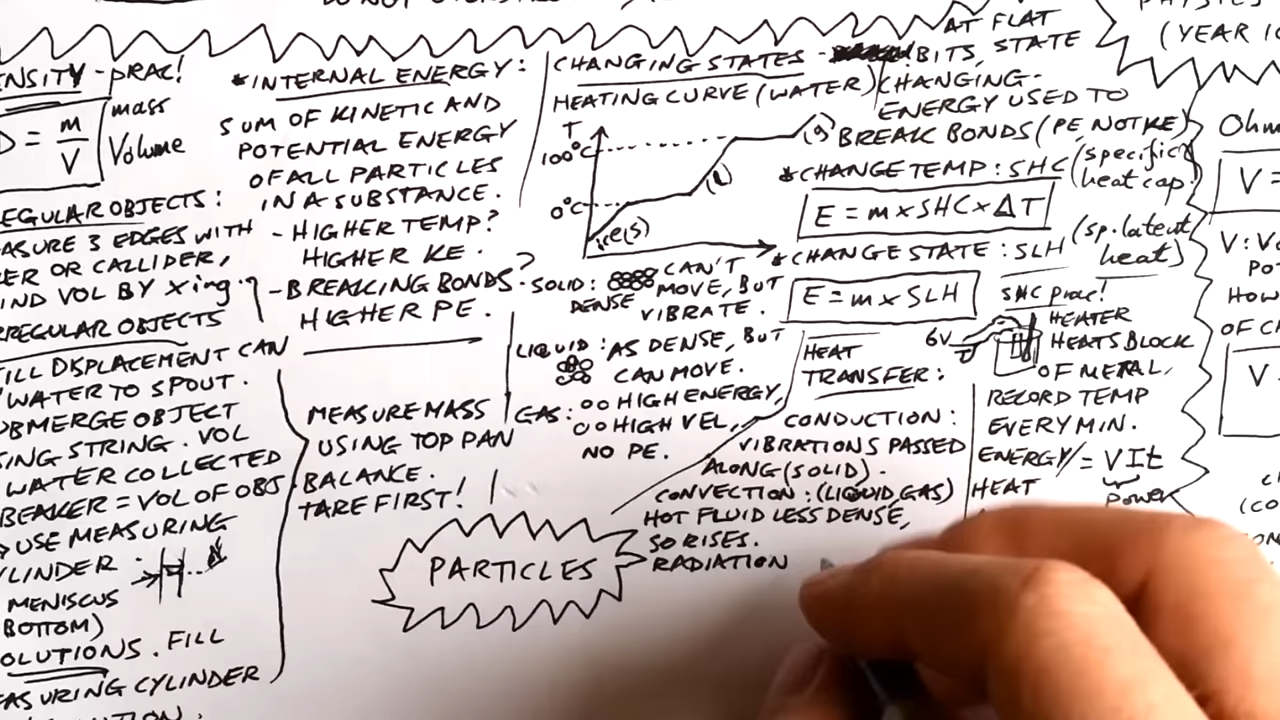 DENSITY - PRAC!
D = m/V
mass
Volume
REGULAR OBJECTS:
MEASURE 3 EDGES WITH
OR CALLIDER,
FIND VOL BY Xing.
IRREGULAR OBJECTS
FILL DISPLACEMENT CAN
WATER TO SPOUT.
SUBMERGE OBJECT
USING STRING. VOL
WATER COLLECTED
BEAKER = VOL OF OBJ
→ USE MEASURING
CYLINDER
MENISCUS
BOTTOM)
SOLUTIONS. FILL
MEASURING CYLINDER
* INTERNAL ENERGY:
SUM OF KINETIC AND
POTENTIAL ENERGY
OF ALL PARTICLES
IN A SUBSTANCE.
- HIGHER TEMP?
HIGHER KE.
- BREAKING BONDS?
HIGHER PE.
MEASURE MASS
USING TOP PAN
BALANCE.
TARE FIRST!
CHANGING STATES - AT FLAT
BITS, STATE
CHANGING -
ENERGY USED TO
BREAK BONDS (PE NOT KE)
HEATING CURVE (WATER)
T
100°C
0°C
ice(s)
(l)
(g)
SOLID: CAN'T
DENSE MOVE, BUT
VIBRATE.
LIQUID: AS DENSE, BUT
CAN MOVE.
GAS: HIGH ENERGY,
HIGH VEL,
NO PE.
* CHANGE TEMP: SHC (specific
heat cap.)
E = m x SHC x ΔT
* CHANGE STATE: SLH (sp. latent
heat)
E = m x SLH
HEAT
TRANSFER:
CONDUCTION:
VIBRATIONS PASSED
ALONG (SOLID).
CONVECTION: (LIQUID, GAS)
HOT FLUID LESS DENSE,
SO RISES.
RADIATION
SHC prac!
6V
HEATER
HEATS BLOCK
OF METAL,
RECORD TEMP
EVERY MIN.
ENERGY/ = VIt
HEAT Power
PARTICLES
(YEAR 10
Ohm
V =
V: Vo
POT
HOW
OF CH
V =
(CO